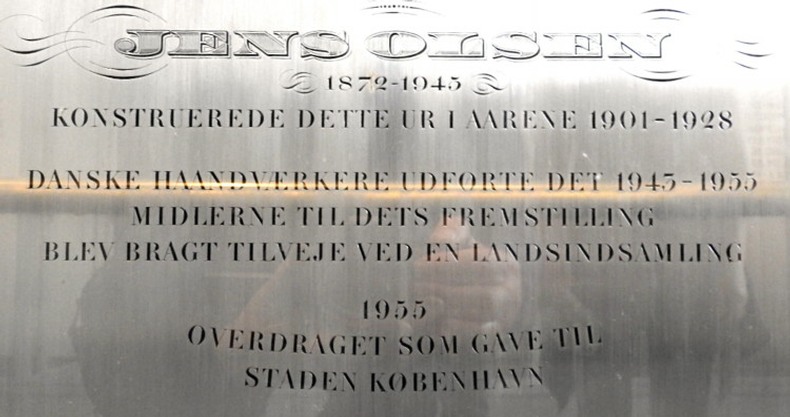 JENS OLSEN
1872-1945
KONSTRUEREDE DETTE UR I AARENE 1901-1928
DANSKE HAANDVÆRKERE UDFØRTE DET 1943-1955
MIDLERNE TIL DETS FREMSTILLING
BLEV BRAGT TILVEJE VED EN LANDSINDSAMLING
1955
OVERDRAGET SOM GAVE TIL
STADEN KØBENHAVN